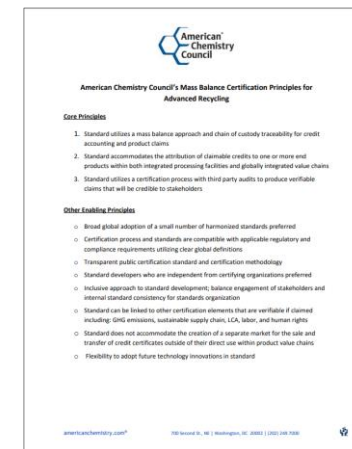 American®
Chemistry
Council
American Chemistry Council's Mass Balance Certification Principles for
Advanced Recycling
Core Principles
1. Standard utilizes a mass balance approach and chain of custody traceability for credit
accounting and product claims
2. Standard accommodates the attribution of claimable credits to one or more end
products within both integrated processing facilities and globally integrated value chains
3. Standard utilizes a certification process with third party audits to produce verifiable
claims that will be credible to stakeholders
Other Enabling Principles
o Broad global adoption of a small number of harmonized standards preferred
o Certification process and standards are compatible with applicable regulatory and
compliance requirements utilizing clear global definitions
o Transparent public certification standard and certification methodology
o Standard developers who are independent from certifying organizations preferred
o Inclusive approach to standard development; balance engagement of stakeholders and
internal standard consistency for standards organization
o Standard can be linked to other certification elements that are verifiable if claimed
including: GHG emissions, sustainable supply chain, LCA, labor, and human rights
o Standard does not accommodate the creation of a separate market for the sale and
transfer of credit certificates outside of their direct use within product value chains
o Flexibility to adopt future technology innovations in standard
americanchemistry.com® 700 Second St., NE | Washington, DC 20002 | (202) 249.7000